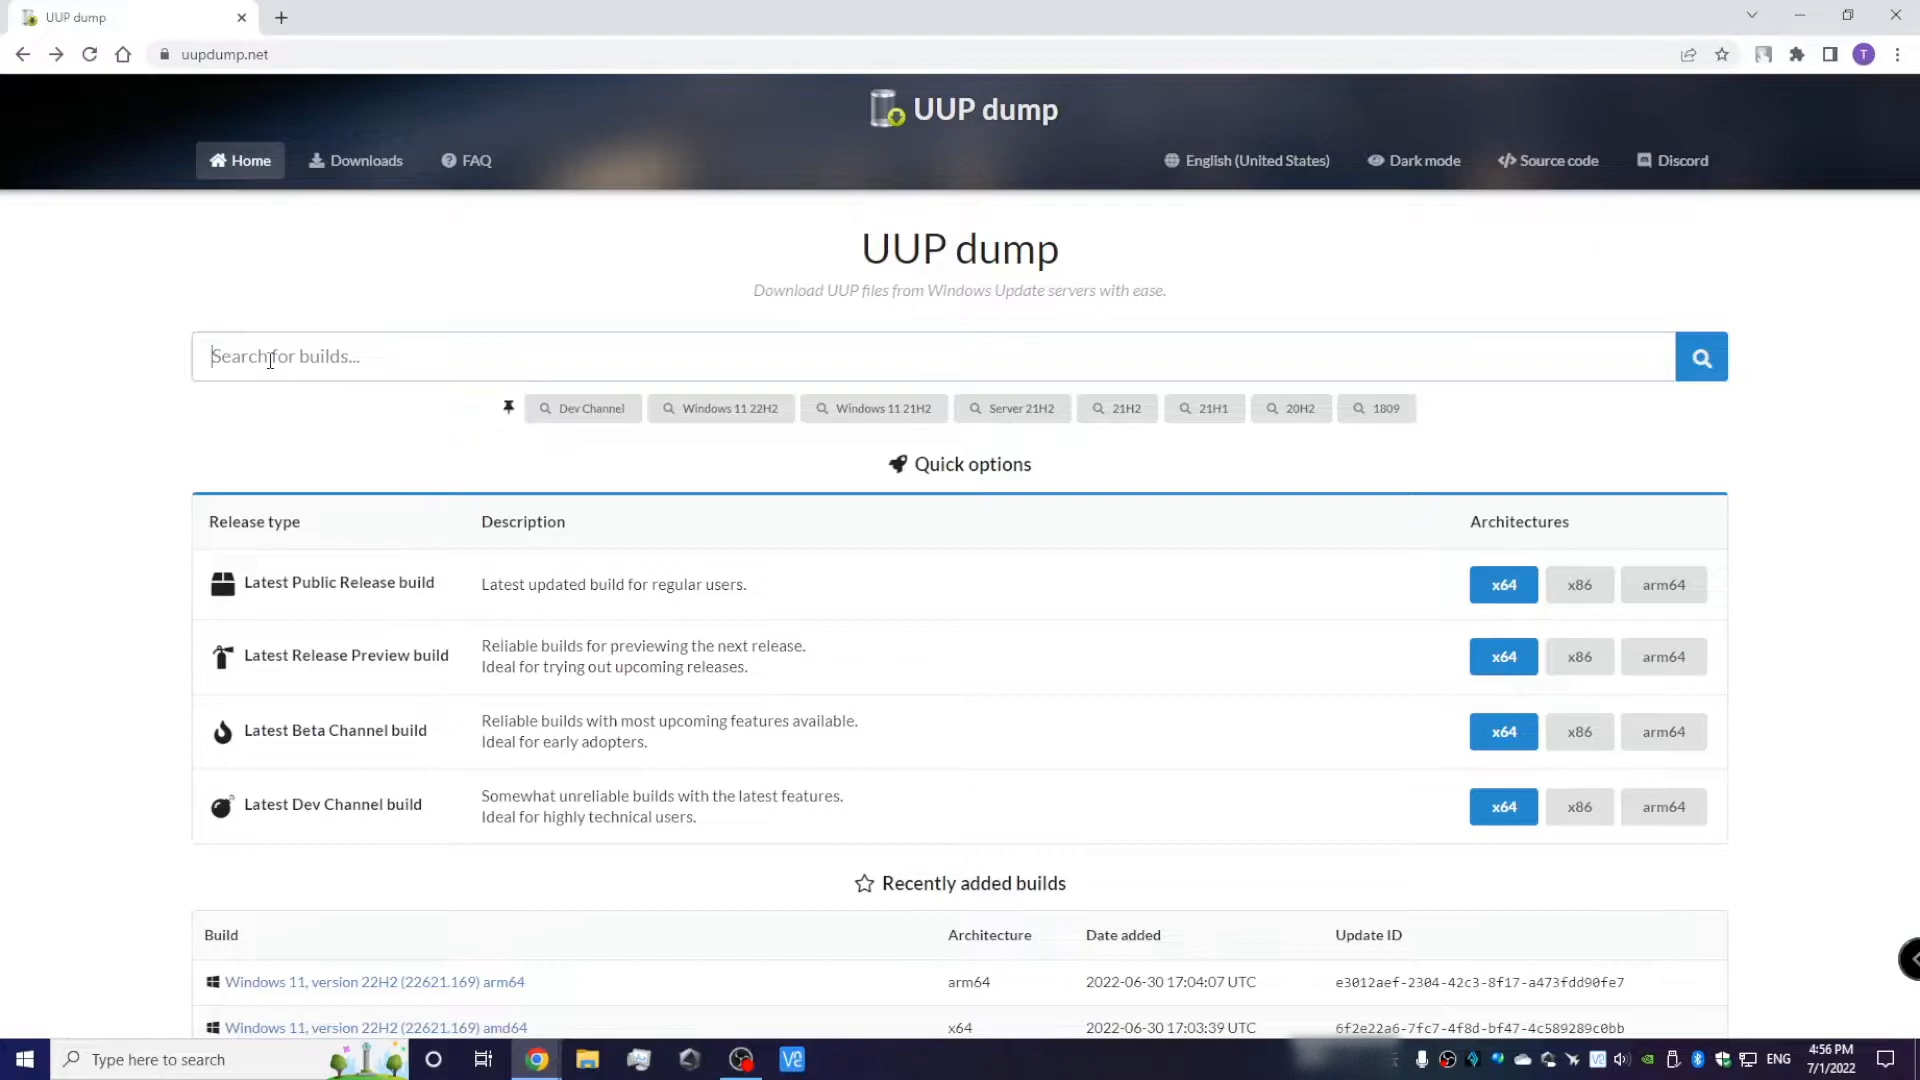 UUP dump
uupdump.net
T
UUP dump
Home Downloads FAQ English (United States) Dark mode Source code Discord
UUP dump
Download UUP files from Windows Update servers with ease.
Search for builds...
Dev Channel Windows 11 22H2 Windows 11 21H2 Server 21H2 21H2 21H1 20H2 1809
Quick options
Release type Description Architectures
Latest Public Release build Latest updated build for regular users. x64 x86 arm64
Latest Release Preview build Reliable builds for previewing the next release.
Ideal for trying out upcoming releases. x64 x86 arm64
Latest Beta Channel build Reliable builds with most upcoming features available.
Ideal for early adopters. x64 x86 arm64
Latest Dev Channel build Somewhat unreliable builds with the latest features.
Ideal for highly technical users. x64 x86 arm64
Recently added builds
Build Architecture Date added Update ID
Windows 11, version 22H2 (22621.169) arm64 arm64 2022-06-30 17:04:07 UTC e3012aef-2304-42c3-8f17-a473fdd90fe7
Windows 11, version 22H2 (22621.169) amd64 x64 2022-06-30 17:03:39 UTC 6f2e22a6-7fc7-4f8d-bf47-4c589289c0bb
Type here to search ENG 4:56 PM
7/1/2022